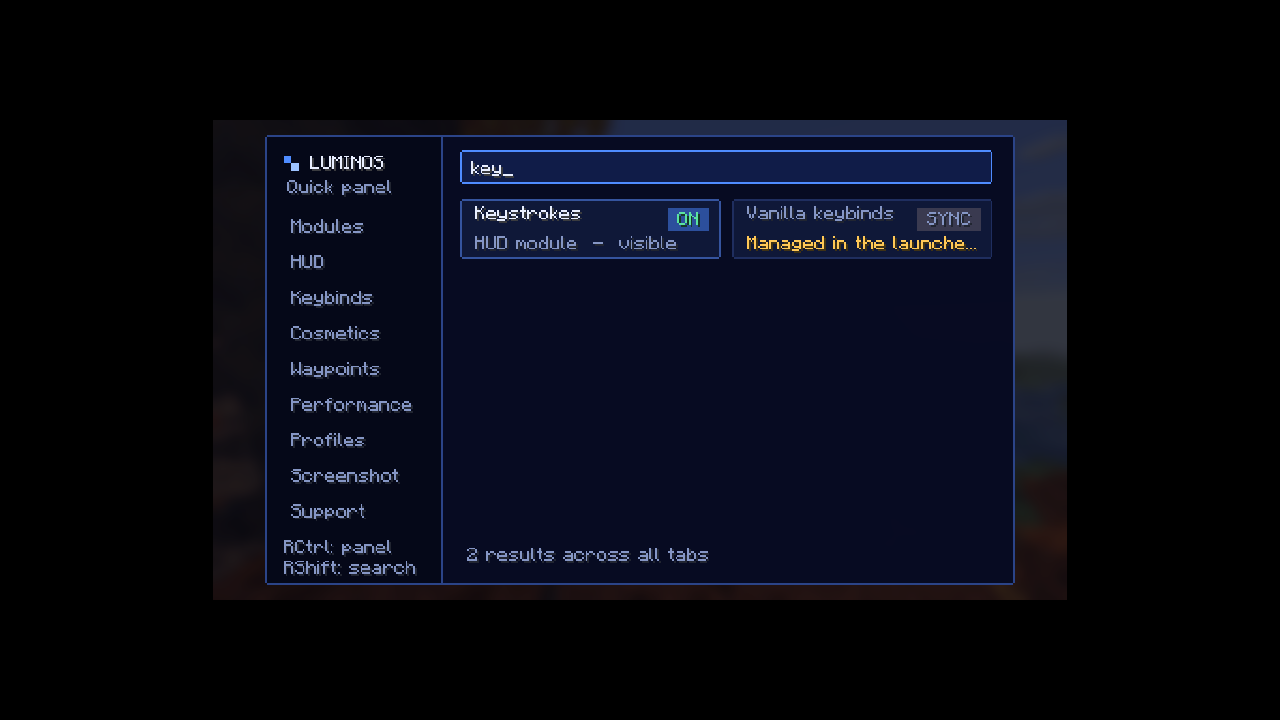 LUMINOS
Quick panel
Modules
HUD
Keybinds
Cosmetics
Waypoints
Performance
Profiles
Screenshot
Support
RCtrl: panel
RShift: search
key_
Keystrokes
ON
HUD module - visible
Vanilla keybinds
SYNC
Managed in the launche...
2 results across all tabs